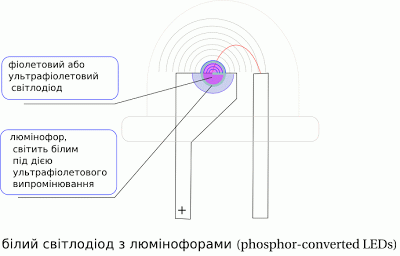 фіолетовий або
ультрафіолетовий
світлодіод
люмінофор,
світить білим
під дією
ультрафіолетового
випромінювання
+
білий світлодіод з люмінофорами (phosphor-converted LEDs)